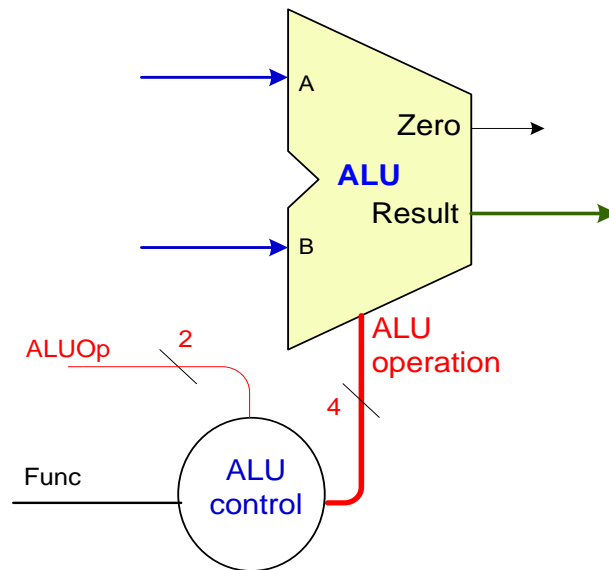 A
Zero
ALU
Result
B
ALUOp
2
ALU
operation
4
Func
ALU
control